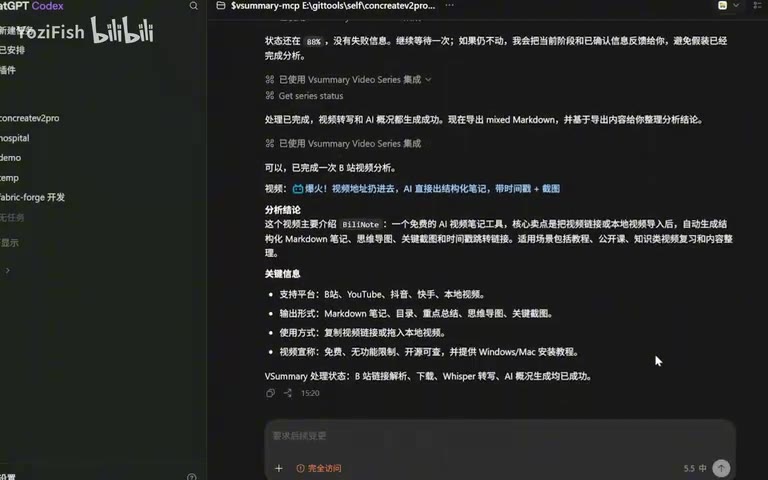 atGPT Codex
$vsummary-mcp E:\gittools\self\concreatev2pro... ...
YoziFish bilibili
已安排
插件
concreatev2pro
hospital
demo
temp
fabric-forge 开发
无任务
显示
设置
状态还在 88%，没有失败信息。继续等待一次；如果仍不动，我会把当前阶段和已确认信息反馈给你，避免假装已经
完成分析。
已使用 Vsummary Video Series 集成
Get series status
处理已完成，视频转写和 AI 概况都生成成功。现在导出 mixed Markdown，并基于导出内容给你整理分析结论。
已使用 Vsummary Video Series 集成
可以，已完成一次 B 站视频分析。
视频： 爆火！视频地址扔进去，AI 直接出结构化笔记，带时间戳 + 截图
分析结论
这个视频主要介绍 BiliNote：一个免费的 AI 视频笔记工具，核心卖点是把视频链接或本地视频导入后，自动生成结
构化 Markdown 笔记、思维导图、关键截图和时间戳跳转链接。适用场景包括教程、公开课、知识类视频复习和内容整
理。
关键信息
• 支持平台：B站、YouTube、抖音、快手、本地视频。
• 输出形式：Markdown 笔记、目录、重点总结、思维导图、关键截图。
• 使用方式：复制视频链接或拖入本地视频。
• 视频宣称：免费、无功能限制、开源可查，并提供 Windows/Mac 安装教程。
VSummary 处理状态：B 站链接解析、下载、Whisper 转写、AI 概况生成均已成功。
15:20
要求后续变更
+ 完全访问 5.5 中